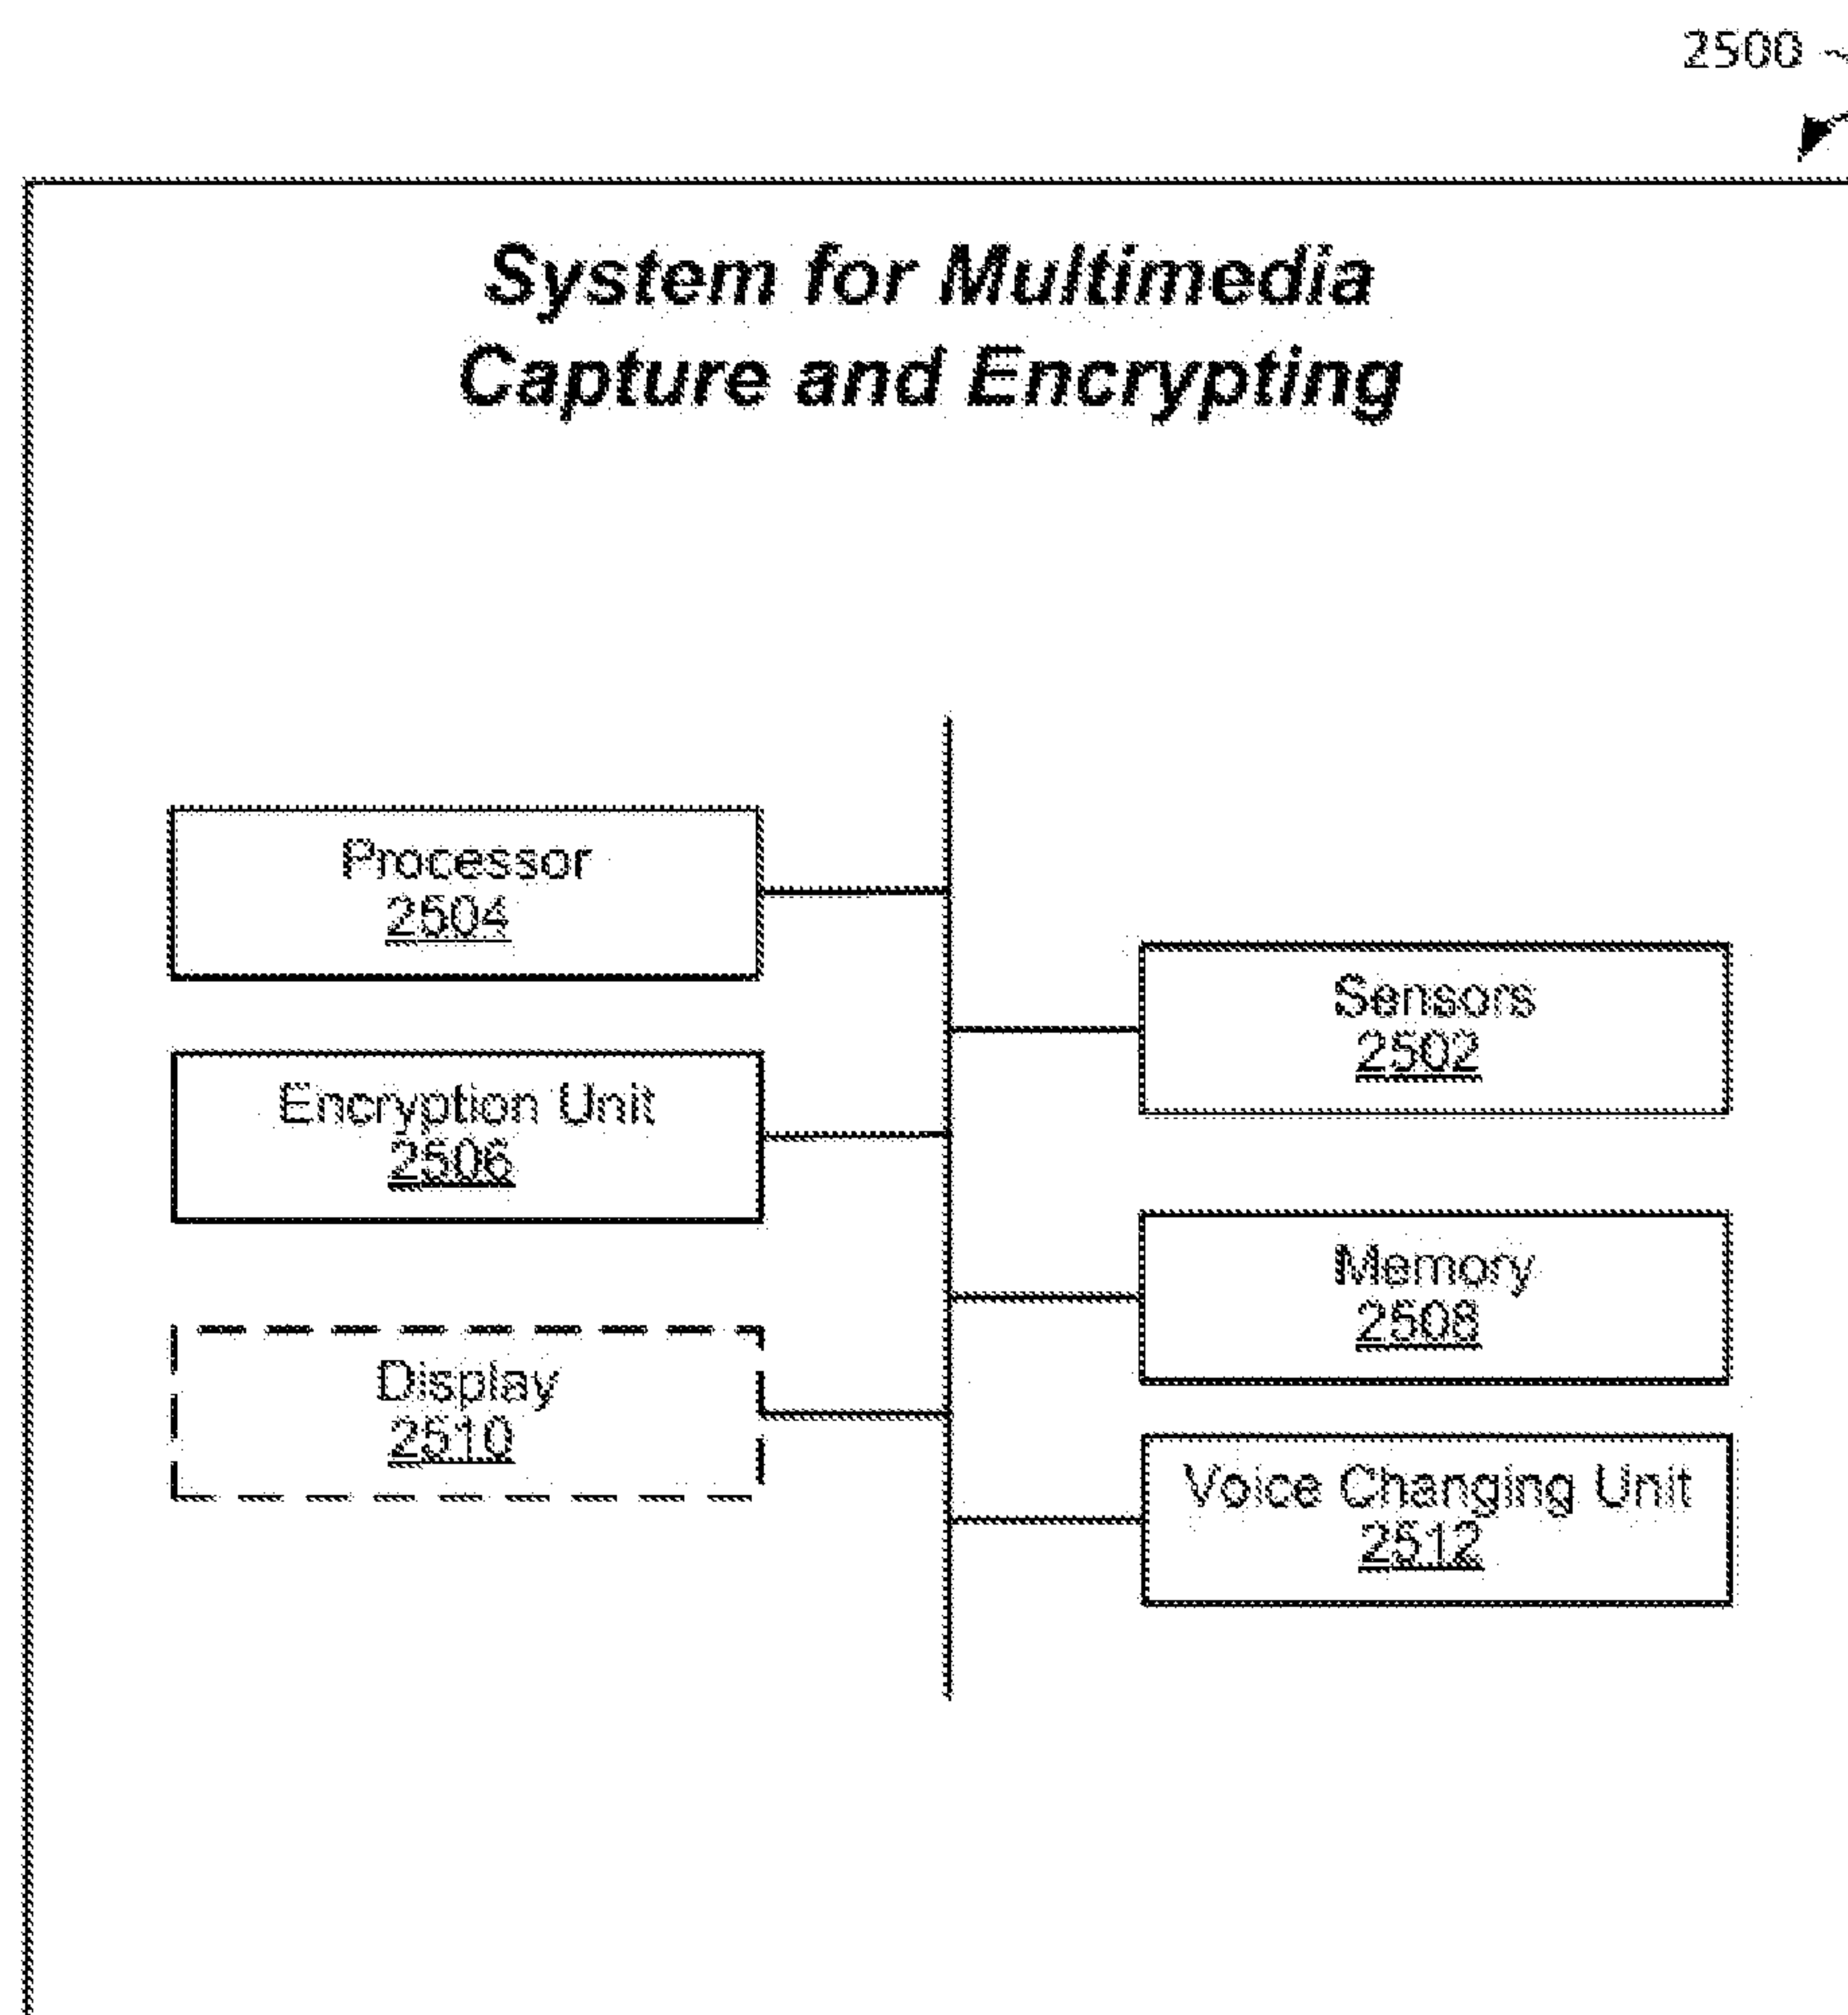 2500
System for Multimedia
Capture and Encrypting
Processor
2504
Sensors
2502
Encryption Unit
2506
Memory
2508
Display
2510
Voice Changing Unit
2512